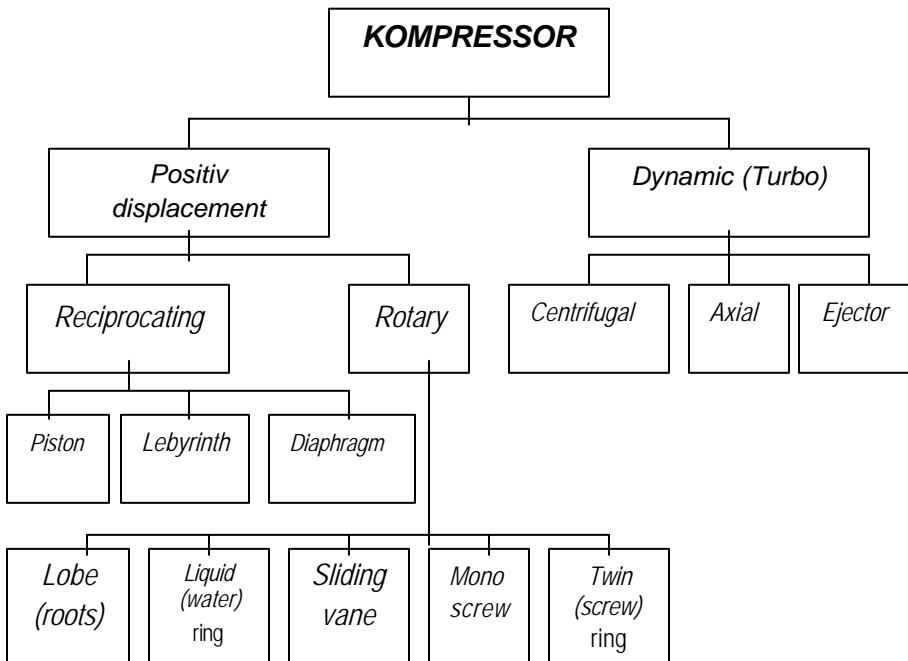 KOMPRESSOR
Positiv
displacement
Dynamic (Turbo)
Reciprocating
Rotary
Centrifugal
Axial
Ejector
Piston
Lebyrinth
Diaphragm
Lobe
(roots)
Liquid
(water)
ring
Sliding
vane
Mono
screw
Twin
(screw)
ring